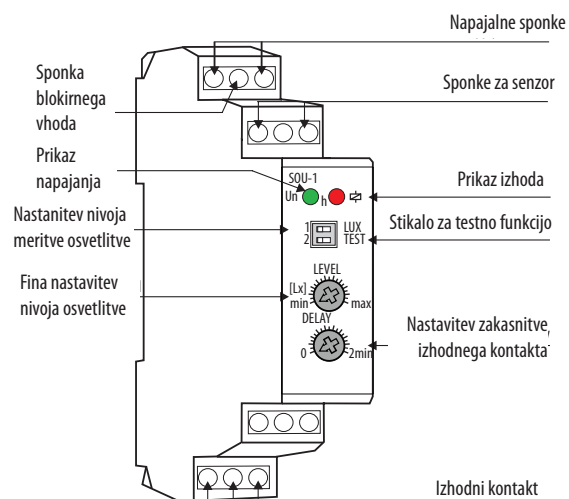 Napajalne sponke
Sponka
blokirnega
vhoda
Sponke za senzor
Prikaz
napajanja
SOU-1
Un
h
Prikaz izhoda
Nastanitev nivoja
meritve osvetlitve
1
2
LUX
TEST
Stikalo za testno funkcijo
Fina nastavitev
nivoja osvetlitve
LEVEL
[Lx]
min
max
DELAY
0
2min
Nastavitev zakasnitve
izhodnega kontakta
Izhodni kontakt